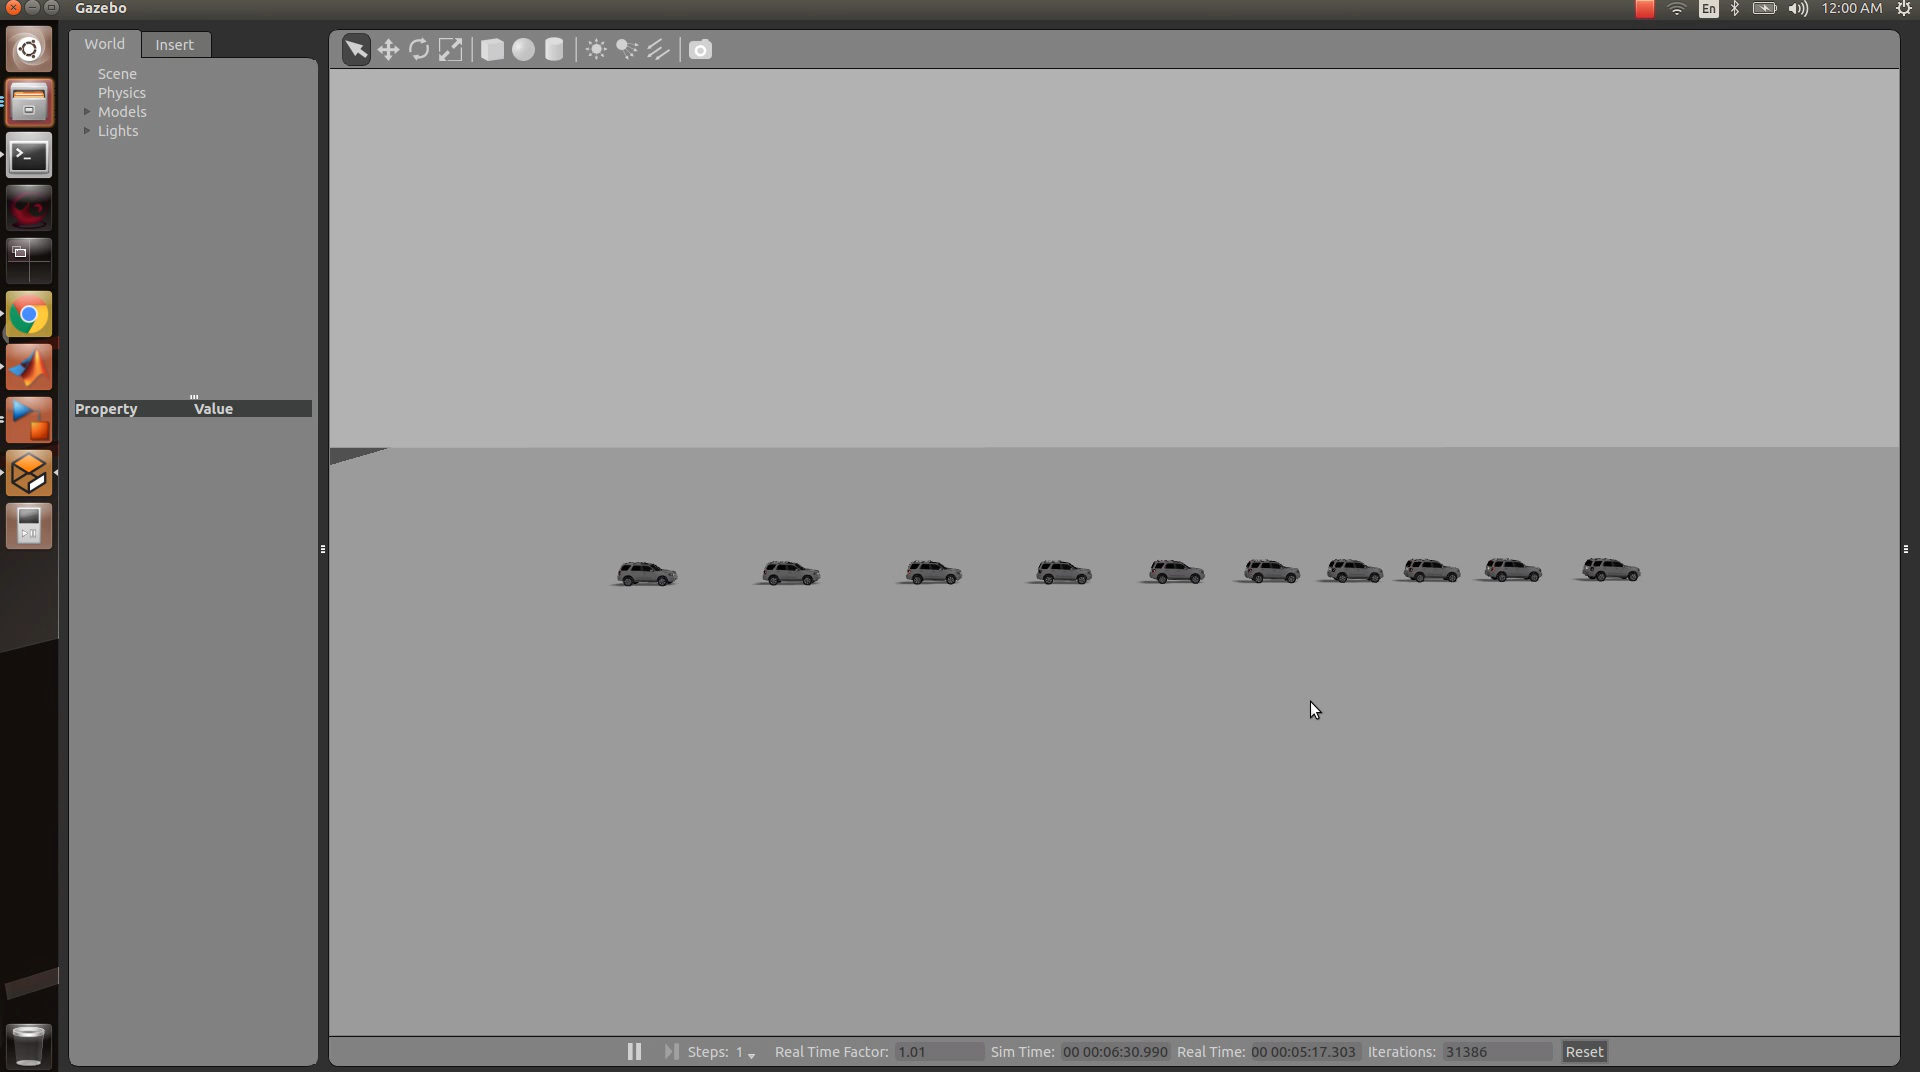 Gazebo
En
12:00 AM
World
Insert
Scene
Physics
Models
Lights
Property Value
Steps: 1 Real Time Factor: 1.01 Sim Time: 00 00:06:30.990 Real Time: 00 00:05:17.303 Iterations: 31386 Reset